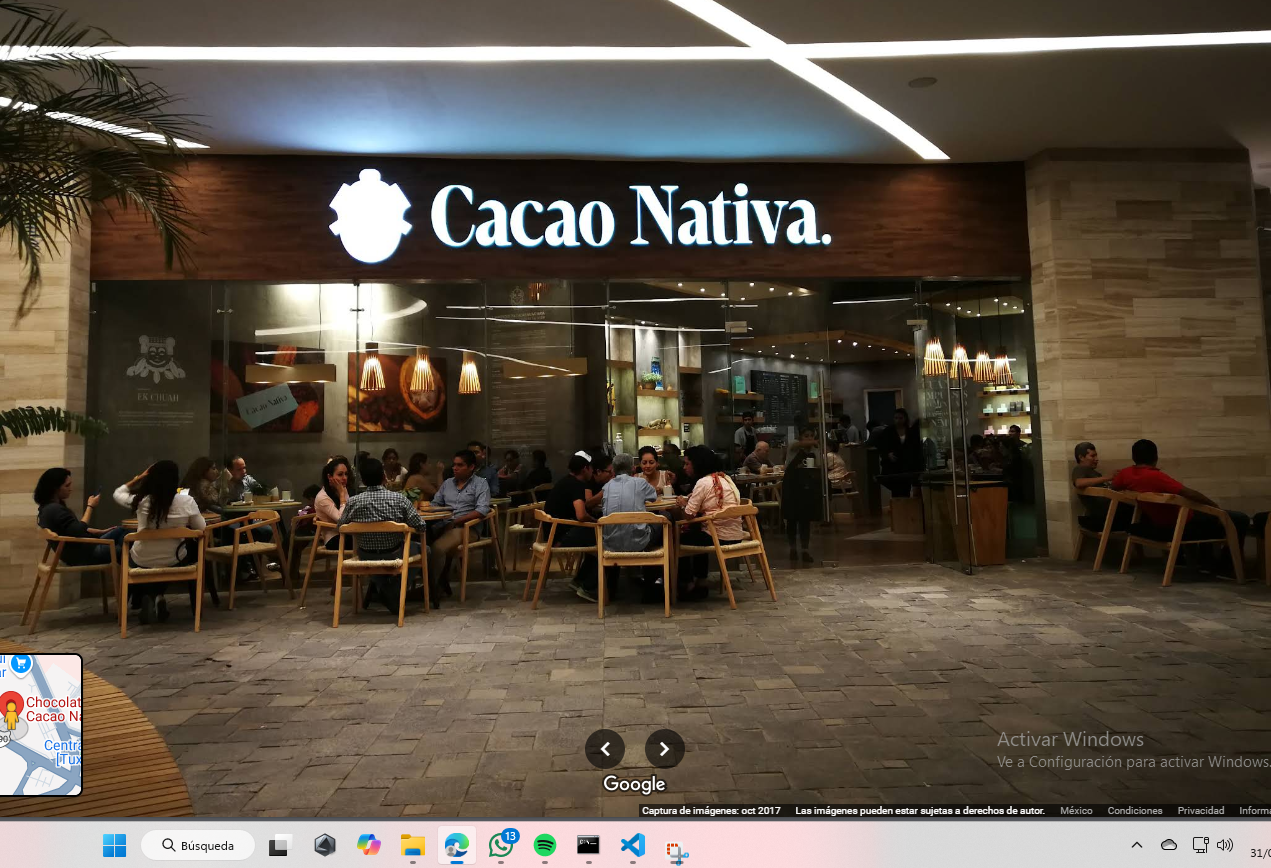 Cacao Nativa.
EK CHUAH
Cacao Nativa
Chocolat
Cacao Na
Centra
[Tux
Google
Activar Windows
Ve a Configuración para activar Windows.
Captura de imágenes: oct 2017 Las imágenes pueden estar sujetas a derechos de autor. México Condiciones Privacidad Informa
Búsqueda
13
31/0